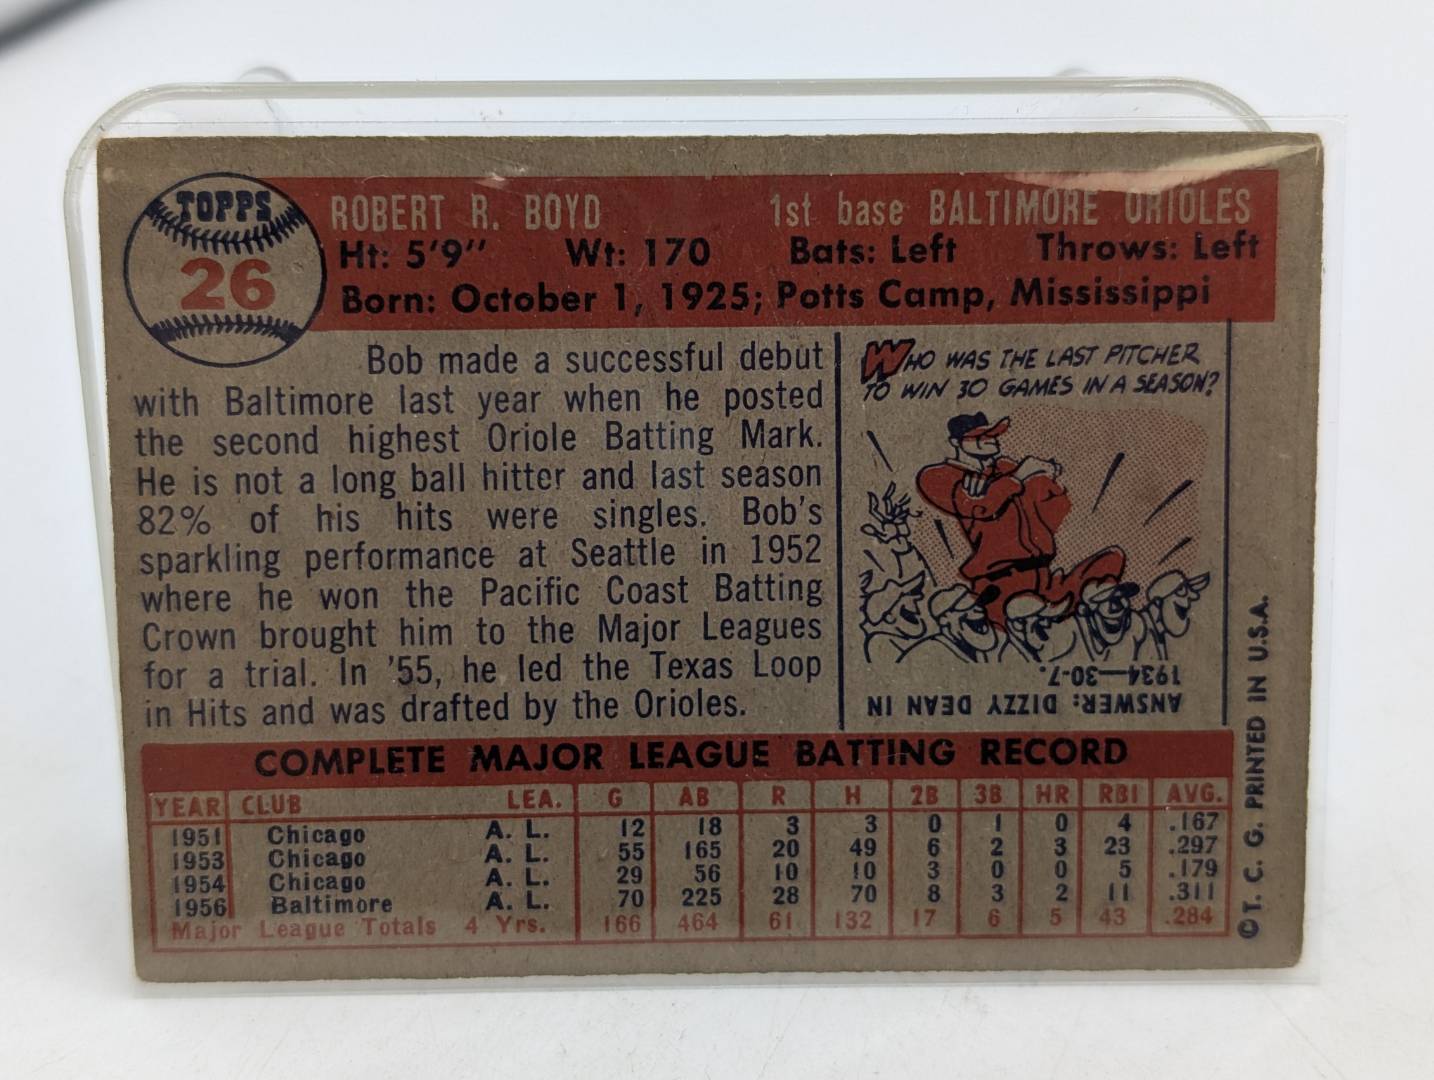 TOPPS
26
ROBERT R. BOYD 1st base BALTIMORE ORIOLES
Ht: 5'9" Wt: 170 Bats: Left Throws: Left
Born: October 1, 1925; Potts Camp, Mississippi
Bob made a successful debut
with Baltimore last year when he posted
the second highest Oriole Batting Mark.
He is not a long ball hitter and last season
82% of his hits were singles. Bob's
sparkling performance at Seattle in 1952
where he won the Pacific Coast Batting
Crown brought him to the Major Leagues
for a trial. In '55, he led the Texas Loop
in Hits and was drafted by the Orioles.
WHO WAS THE LAST PITCHER
TO WIN 30 GAMES IN A SEASON?
ANSWER: DIZZY DEAN IN
1934—30-7.
COMPLETE MAJOR LEAGUE BATTING RECORD
YEAR CLUB LEA. G AB R H 2B 3B HR RBI AVG.
1951 Chicago A. L. 12 18 3 3 0 1 0 4 .167
1953 Chicago A. L. 55 165 20 49 6 2 3 23 .297
1954 Chicago A. L. 29 56 10 10 3 0 0 5 .179
1956 Baltimore A. L. 70 225 28 70 8 3 2 11 .311
Major League Totals 4 Yrs. 166 464 61 132 17 6 5 43 .284
© T. C. G. PRINTED IN U.S.A.